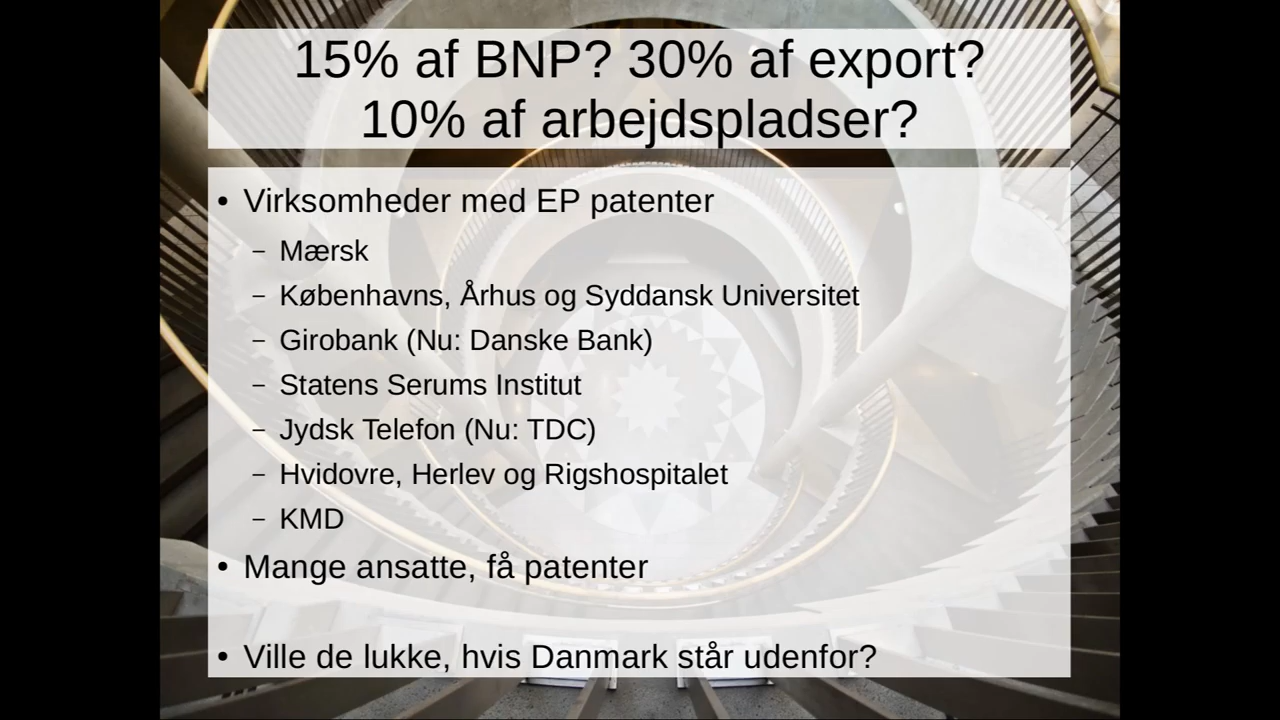 15% af BNP? 30% af export?
10% af arbejdspladser?
• Virksomheder med EP patenter
– Mærsk
– Københavns, Århus og Syddansk Universitet
– Girobank (Nu: Danske Bank)
– Statens Serums Institut
– Jydsk Telefon (Nu: TDC)
– Hvidovre, Herlev og Rigshospitalet
– KMD
• Mange ansatte, få patenter
• Ville de lukke, hvis Danmark står udenfor?